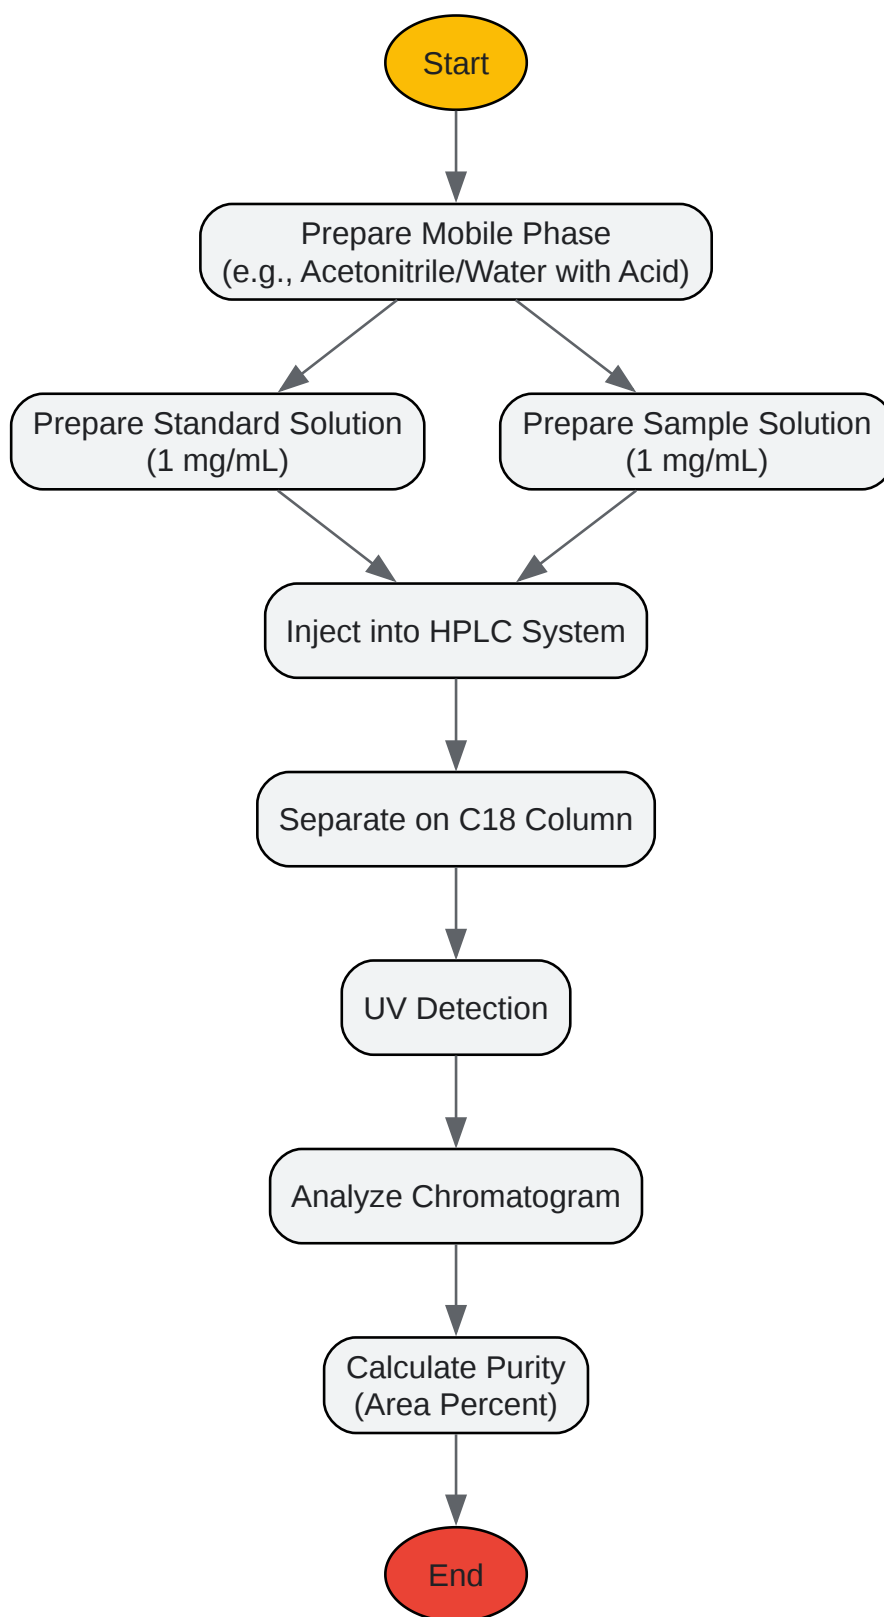 Start
Prepare Mobile Phase
(e.g., Acetonitrile/Water with Acid)
Prepare Standard Solution
(1 mg/mL)
Prepare Sample Solution
(1 mg/mL)
Inject into HPLC System
Separate on C18 Column
UV Detection
Analyze Chromatogram
Calculate Purity
(Area Percent)
End